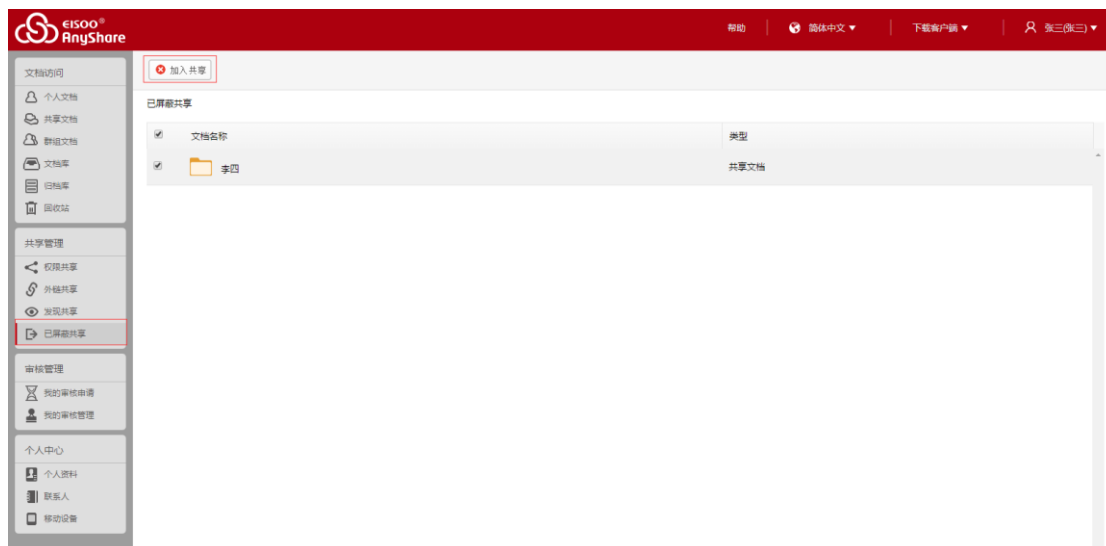 EISOO®
AnyShare
帮助
简体中文
下载客户端
张三(张三)
文档访问
个人文档
共享文档
群组文档
文档库
归档库
回收站
共享管理
权限共享
外链共享
发现共享
已屏蔽共享
审核管理
我的审核申请
我的审核管理
个人中心
个人资料
联系人
移动设备
加入共享
已屏蔽共享
文档名称 类型
李四 共享文档